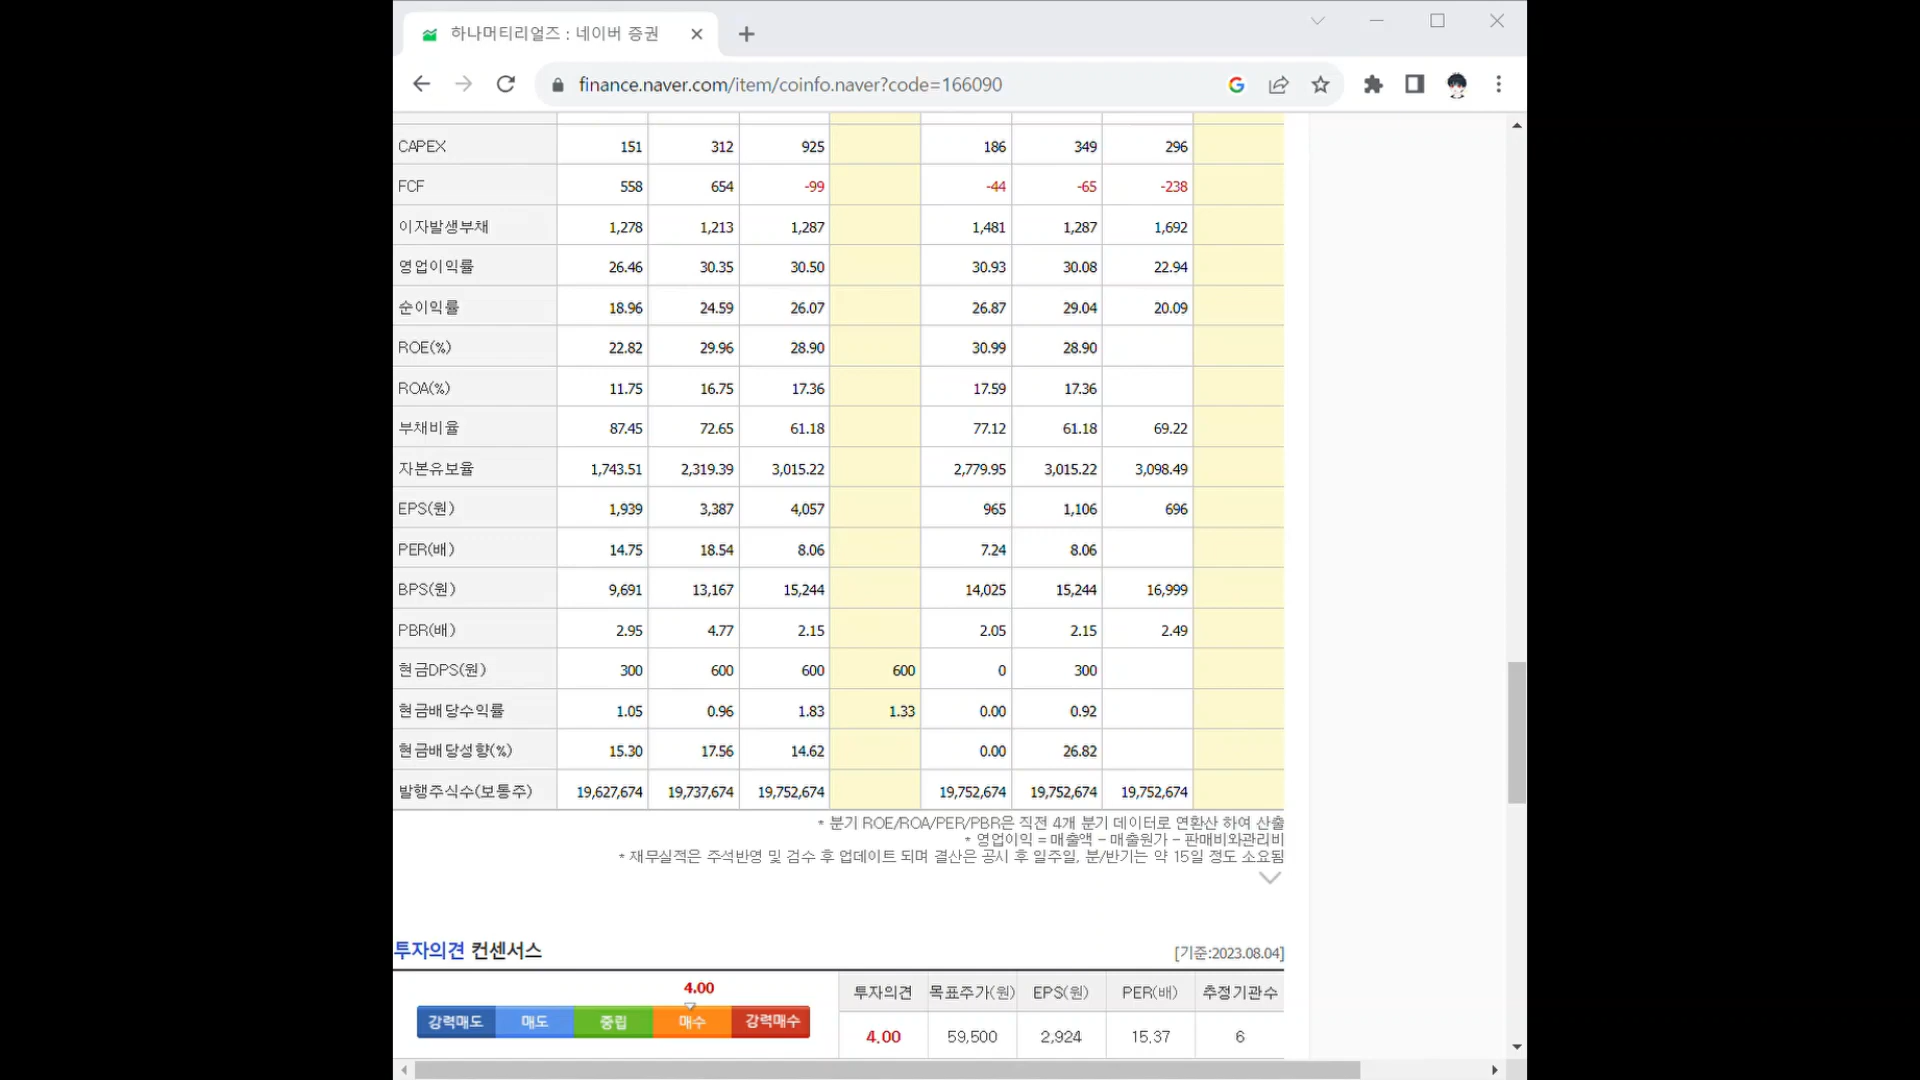 하나머티리얼즈 : 네이버 증권
finance.naver.com/item/coinfo.naver?code=166090
CAPEX 151 312 925 186 349 296
FCF 558 654 -99 -44 -65 -238
이자발생부채 1,278 1,213 1,287 1,481 1,287 1,692
영업이익률 26.46 30.35 30.50 30.93 30.08 22.94
순이익률 18.96 24.59 26.07 26.87 29.04 20.09
ROE(%) 22.82 29.96 28.90 30.99 28.90
ROA(%) 11.75 16.75 17.36 17.59 17.36
부채비율 87.45 72.65 61.18 77.12 61.18 69.22
자본유보율 1,743.51 2,319.39 3,015.22 2,779.95 3,015.22 3,098.49
EPS(원) 1,939 3,387 4,057 965 1,106 696
PER(배) 14.75 18.54 8.06 7.24 8.06
BPS(원) 9,691 13,167 15,244 14,025 15,244 16,999
PBR(배) 2.95 4.77 2.15 2.05 2.15 2.49
현금DPS(원) 300 600 600 600 0 300
현금배당수익률 1.05 0.96 1.83 1.33 0.00 0.92
현금배당성향(%) 15.30 17.56 14.62 0.00 26.82
발행주식수(보통주) 19,627,674 19,737,674 19,752,674 19,752,674 19,752,674 19,752,674
* 분기 ROE/ROA/PER/PBR은 직전 4개 분기 데이터로 연환산 하여 산출
* 영업이익 = 매출액 - 매출원가 - 판매비와관리비
* 재무실적은 주석반영 및 검수 후 업데이트 되며 결산은 공시 후 일주일, 분/반기는 약 15일 정도 소요됨
투자의견 컨센서스 [기준:2023.08.04]
4.00
강력매도 매도 중립 매수 강력매수
투자의견 목표주가(원) EPS(원) PER(배) 추정기관수
4.00 59,500 2,924 15.37 6